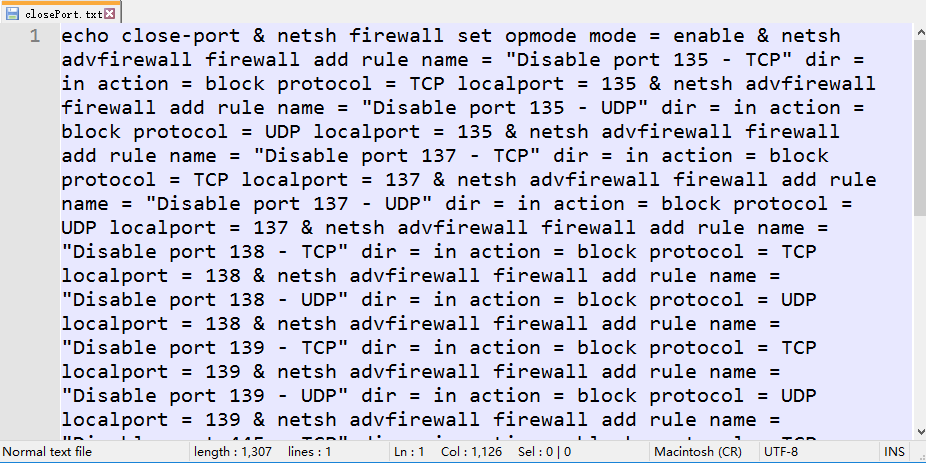 closePort.txt
1
echo close-port & netsh firewall set opmode mode = enable & netsh
advfirewall firewall add rule name = "Disable port 135 - TCP" dir =
in action = block protocol = TCP localport = 135 & netsh advfirewall
firewall add rule name = "Disable port 135 - UDP" dir = in action =
block protocol = UDP localport = 135 & netsh advfirewall firewall
add rule name = "Disable port 137 - TCP" dir = in action = block
protocol = TCP localport = 137 & netsh advfirewall firewall add rule
name = "Disable port 137 - UDP" dir = in action = block protocol =
UDP localport = 137 & netsh advfirewall firewall add rule name =
"Disable port 138 - TCP" dir = in action = block protocol = TCP
localport = 138 & netsh advfirewall firewall add rule name =
"Disable port 138 - UDP" dir = in action = block protocol = UDP
localport = 138 & netsh advfirewall firewall add rule name =
"Disable port 139 - TCP" dir = in action = block protocol = TCP
localport = 139 & netsh advfirewall firewall add rule name =
"Disable port 139 - UDP" dir = in action = block protocol = UDP
localport = 139 & netsh advfirewall firewall add rule name =
Normal text file length : 1,307 lines : 1 Ln : 1 Col : 1,126 Sel : 0 | 0 Macintosh (CR) UTF-8 INS